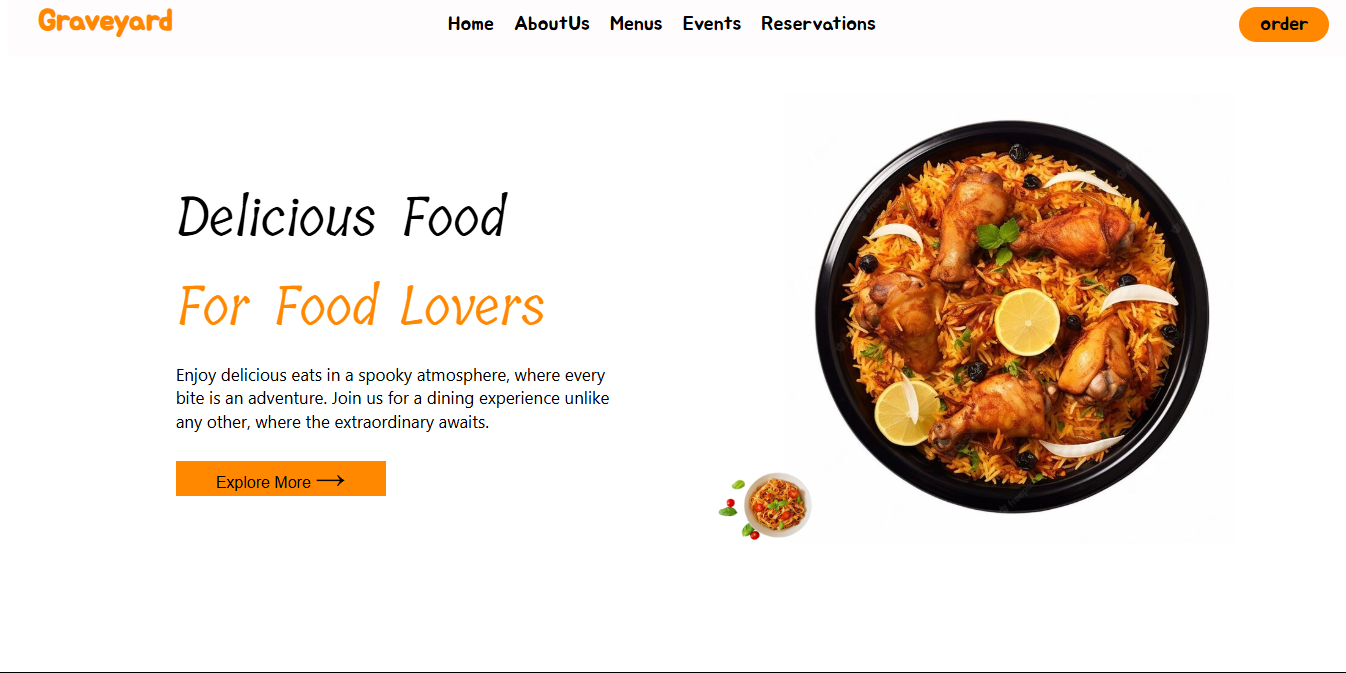 Graveyard
Home AboutUs Menus Events Reservations
order
Delicious Food
For Food Lovers
Enjoy delicious eats in a spooky atmosphere, where every
bite is an adventure. Join us for a dining experience unlike
any other, where the extraordinary awaits.
Explore More →